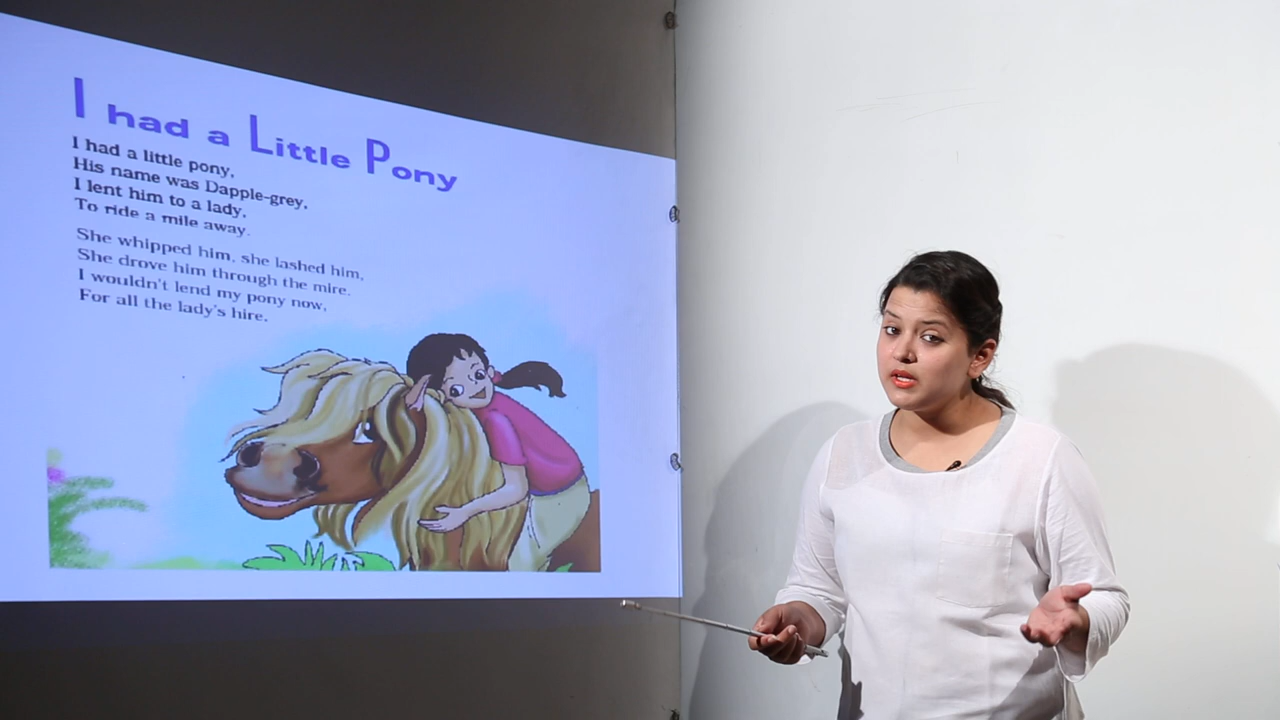 I had a Little Pony
I had a little pony,
His name was Dapple-grey,
I lent him to a lady,
To ride a mile away.
She whipped him, she lashed him,
She drove him through the mire.
I wouldn't lend my pony now,
For all the lady's hire.